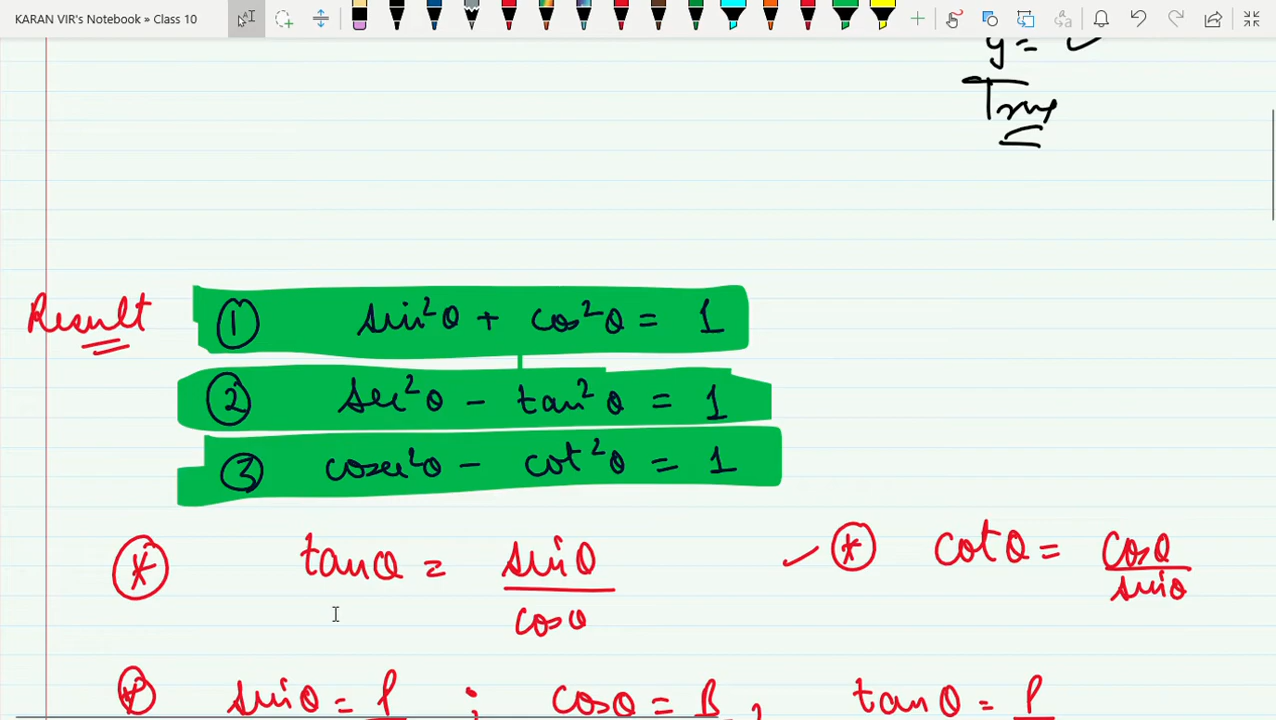 KARAN VIR's Notebook » Class 10
y = ✓
True
Result
① sin²θ + cos²θ = 1
② sec²θ - tan²θ = 1
③ cosec²θ - cot²θ = 1
* tanθ = sinθ/cosθ ✓ * cotθ = cosθ/sinθ
* sinθ = P ; cosθ = B , tanθ = P